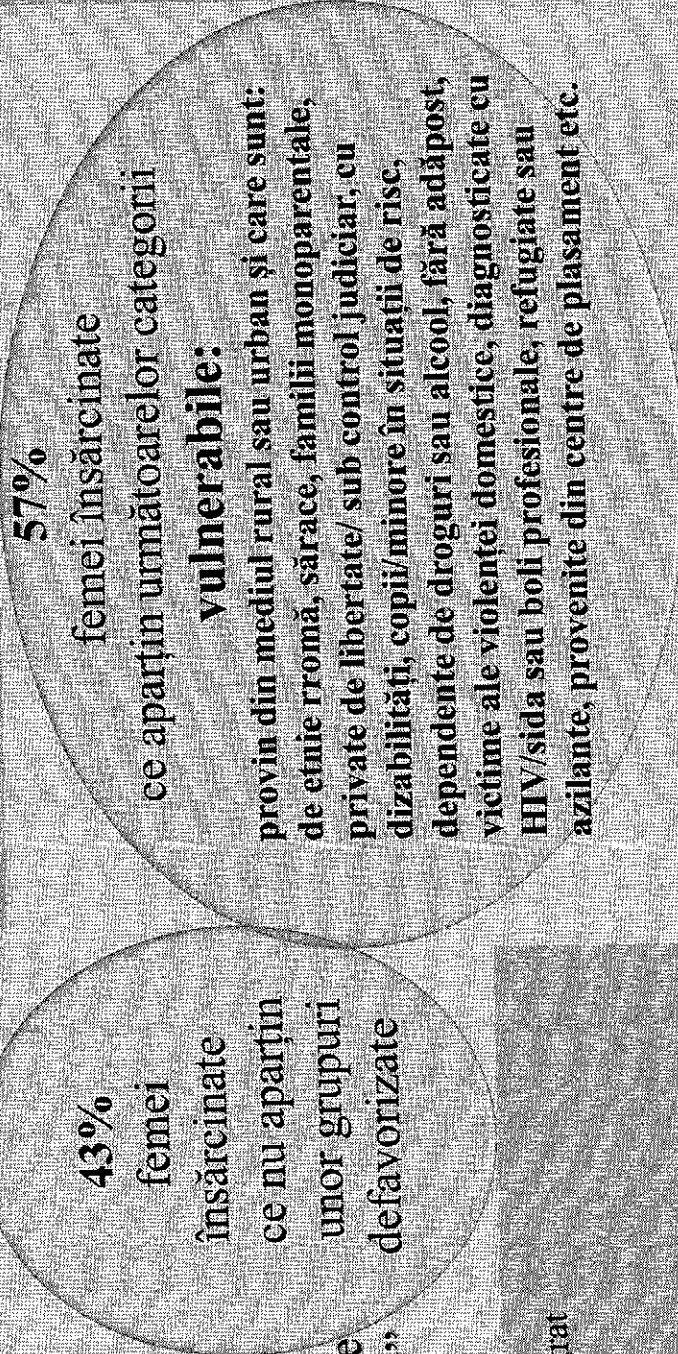 43%
femei
însărcinate
ce nu aparțin
unor grupuri
defavorizate
57%
femei însărcinate
ce aparțin următoarelor categorii
vulnerabile:
provin din mediul rural sau urban și care sunt:
de etnie rromă, sărace, familii monoparentale,
private de libertate/ sub control judiciar, cu
dizabilități, copii/minore în situații de risc,
dependente de droguri sau alcool, fără adăpost,
victime ale violenței domestice, diagnosticate cu
HIV/sida sau boli profesionale, refugiate sau
azilante, provenite din centre de plasament etc.